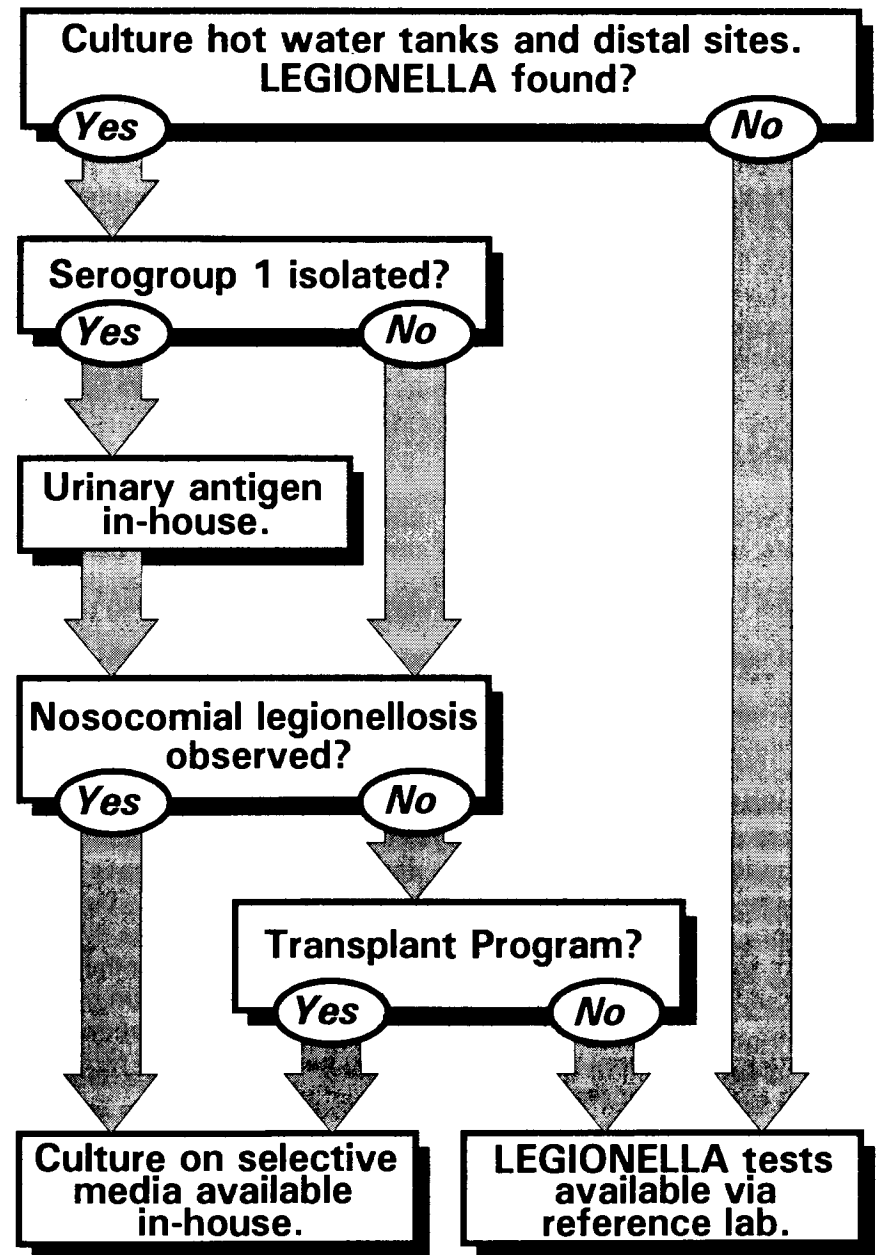 Culture hot water tanks and distal sites.
LEGIONELLA found?
Yes
No
Serogroup 1 isolated?
Yes
No
Urinary antigen
in-house.
Nosocomial legionellosis
observed?
Yes
No
Transplant Program?
Yes
No
Culture on selective
media available
in-house.
LEGIONELLA tests
available via
reference lab.